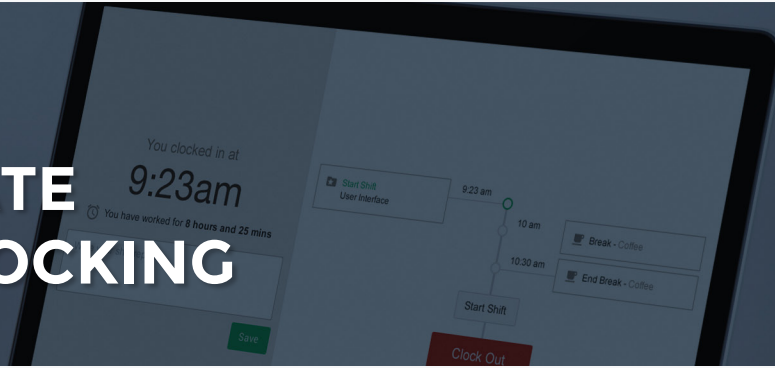 You clocked in at
9:23am
You have worked for 8 hours and 25 mins
Save
TE
OCKING
Start Shift
User Interface
9:23 am
10 am
Break - Coffee
10:30 am
End Break - Coffee
Start Shift
Clock Out